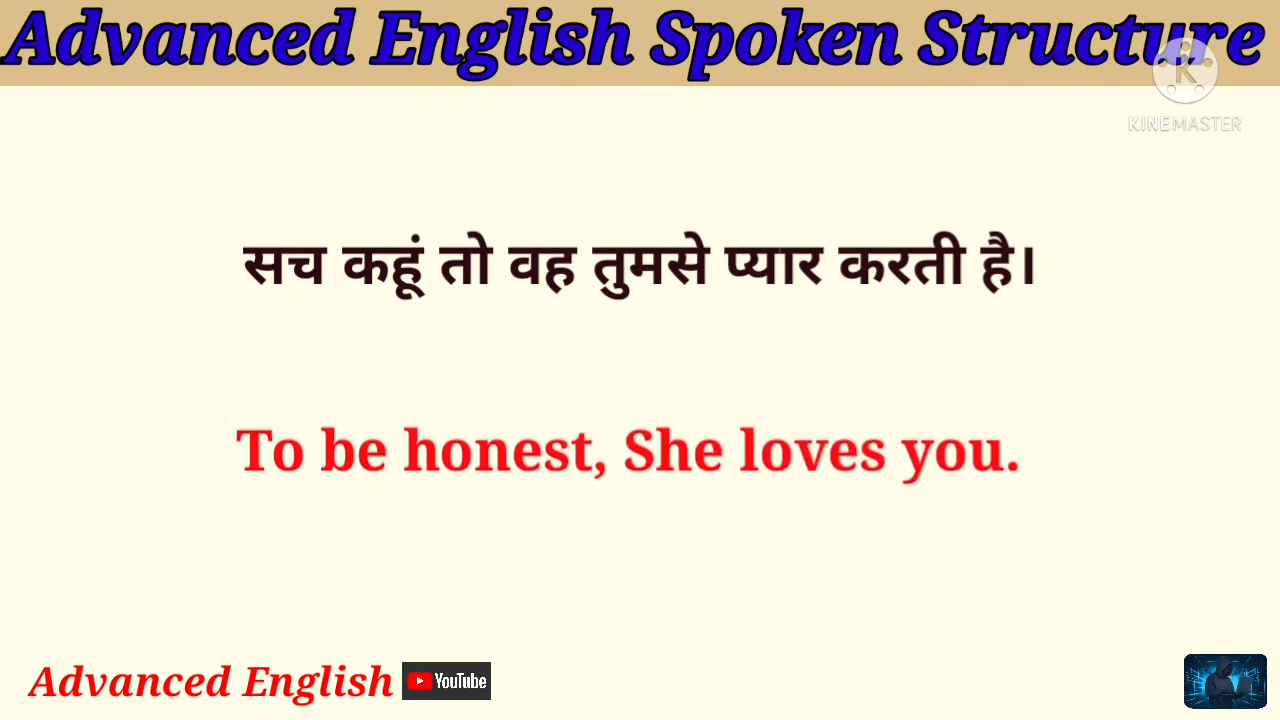 Advanced English Spoken Structure
K
KINEMASTER
सच कहूं तो वह तुमसे प्यार करती है।
To be honest, She loves you.
Advanced English
YouTube